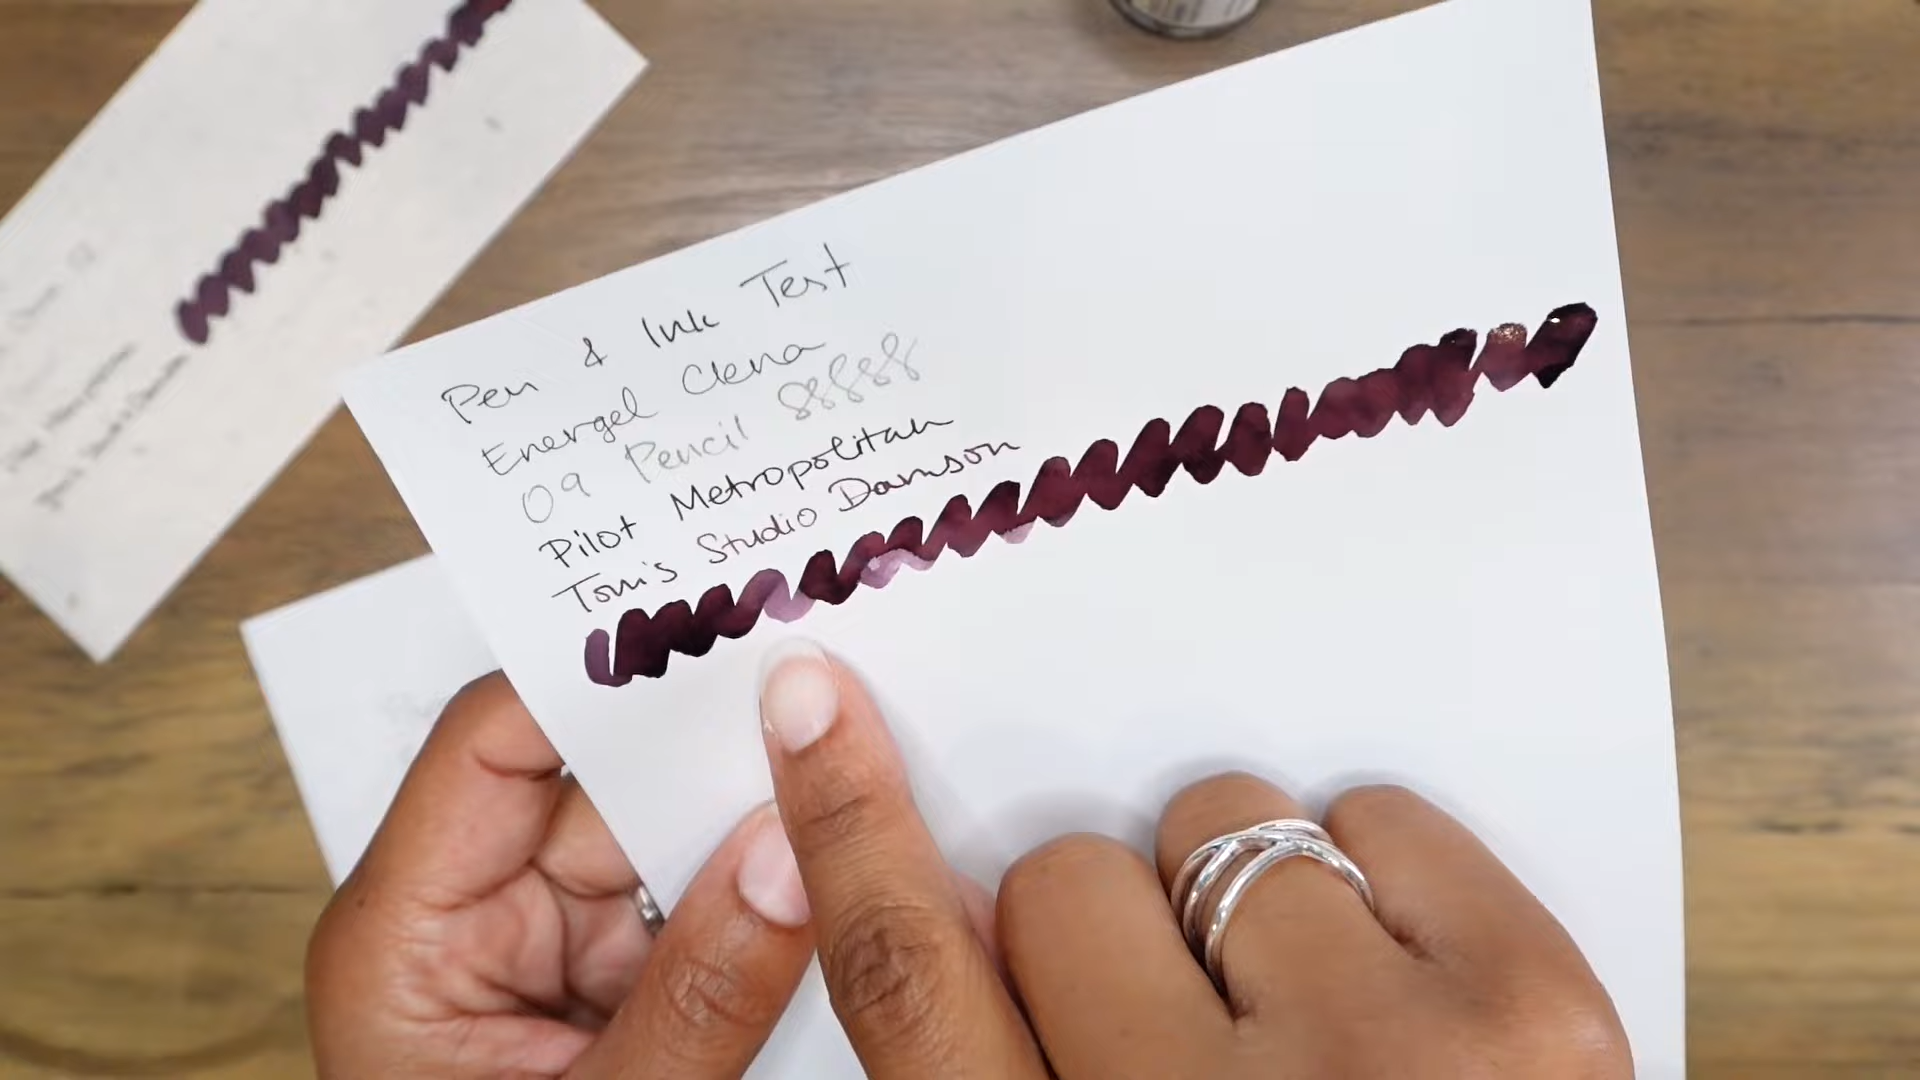 Pen & Ink Test
Energel Clena
09 Pencil 88888
Pilot Metropolitan
Tom's Studio Damson